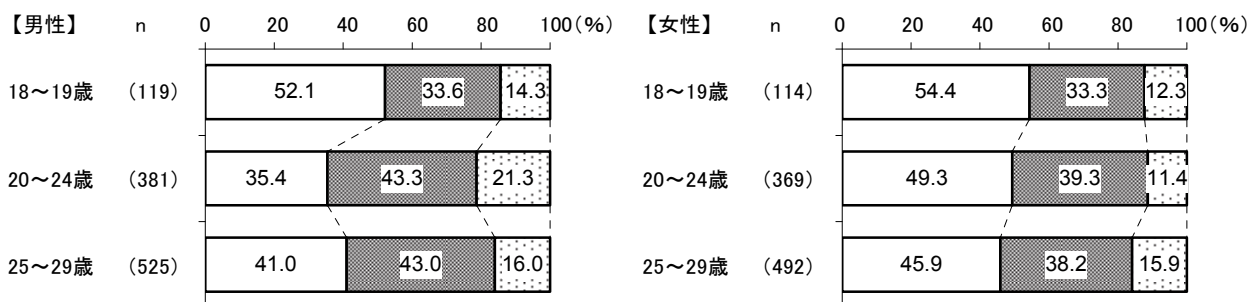 【男性】 n 0 20 40 60 80 100(%)
18～19歳 (119) 52.1 33.6 14.3
20～24歳 (381) 35.4 43.3 21.3
25～29歳 (525) 41.0 43.0 16.0
【女性】 n 0 20 40 60 80 100(%)
18～19歳 (114) 54.4 33.3 12.3
20～24歳 (369) 49.3 39.3 11.4
25～29歳 (492) 45.9 38.2 15.9